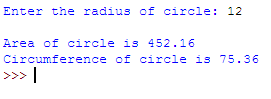 Enter the radius of circle: 12
Area of circle is 452.16
Circumference of circle is 75.36
>>>